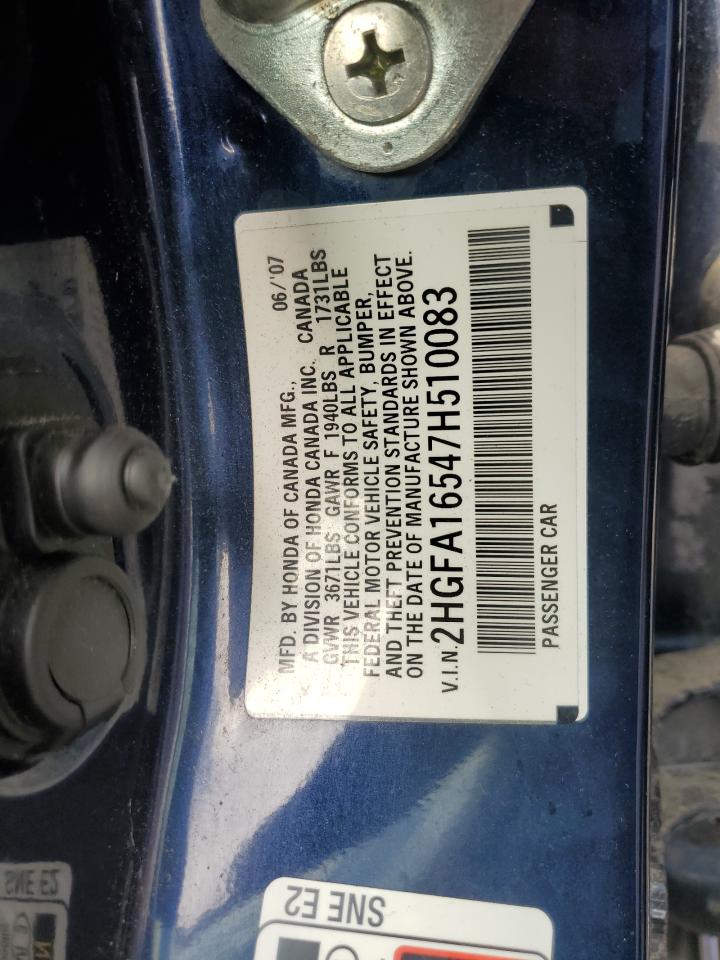 MFD. BY HONDA OF CANADA MFG., 06/'07
A DIVISION OF HONDA CANADA INC., CANADA
GVWR 3671LBS GAWR F 1940LBS R 1731LBS
THIS VEHICLE CONFORMS TO ALL APPLICABLE
FEDERAL MOTOR VEHICLE SAFETY, BUMPER,
AND THEFT PREVENTION STANDARDS IN EFFECT
ON THE DATE OF MANUFACTURE SHOWN ABOVE.
V.I.N. 2HGFA16547H510083
PASSENGER CAR
SNE E2
SNE E2